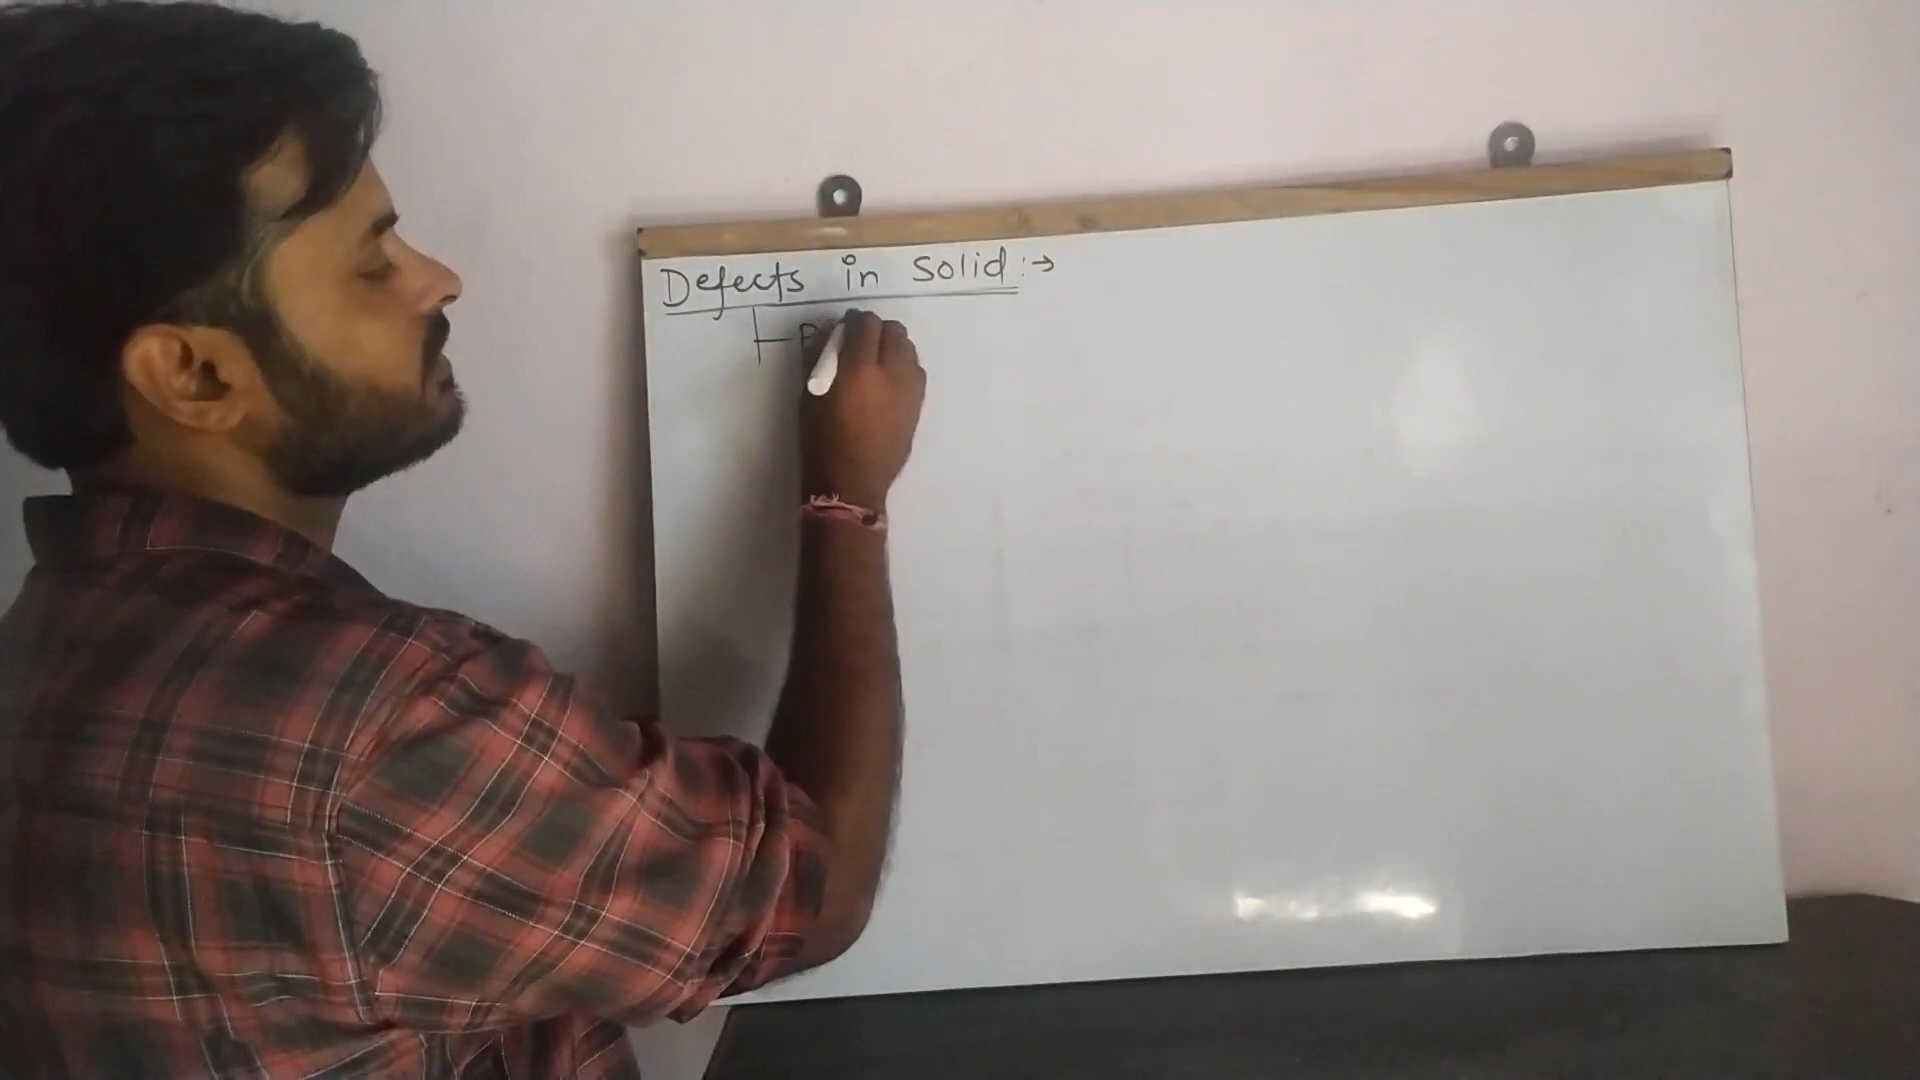 Defects in Solid :→